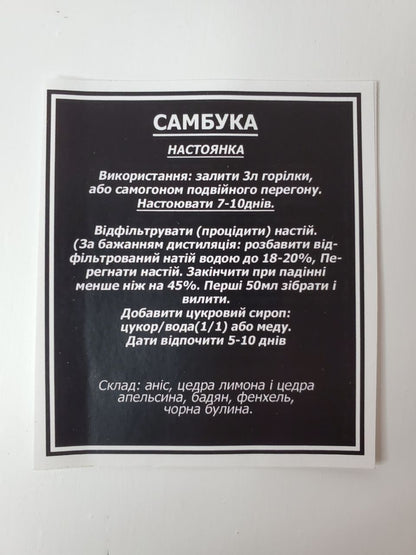 САМБУКА
НАСТОЯНКА
Використання: залити 3л горілки,
або самогоном подвійного перегону.
Настоювати 7-10днів.
Відфільтрувати (процідити) настій.
(За бажанням дистиляція: розбавити від-
фільтрований натій водою до 18-20%, Пе-
регнати настій. Закінчити при падінні
менше ніж на 45%. Перші 50мл зібрати і
вилити.
Добавити цукровий сироп:
цукор/вода(1/1) або меду.
Дати відпочити 5-10 днів
Склад: аніс, цедра лимона і цедра
апельсина, бадян, фенхель,
чорна булина.